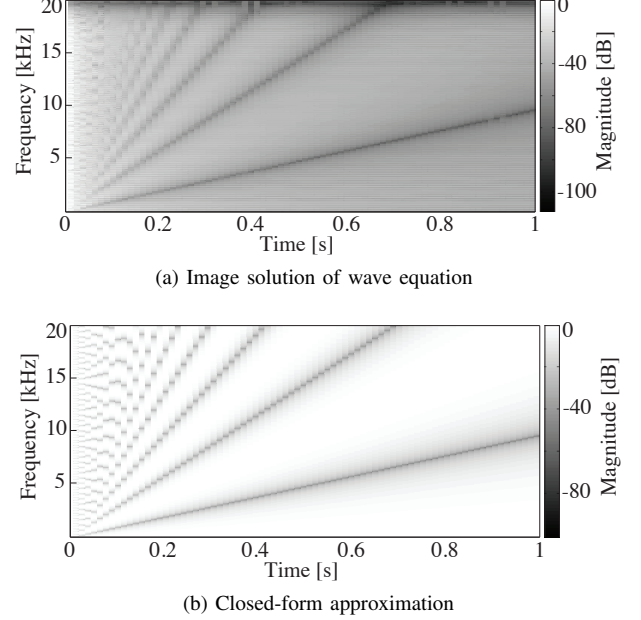 20
15
10
5
Frequency [kHz]
0 0.2 0.4 0.6 0.8 1
Time [s]
0
-40
-80
-100
Magnitude [dB]
(a) Image solution of wave equation
20
15
10
5
Frequency [kHz]
0 0.2 0.4 0.6 0.8 1
Time [s]
0
-40
-80
Magnitude [dB]
(b) Closed-form approximation